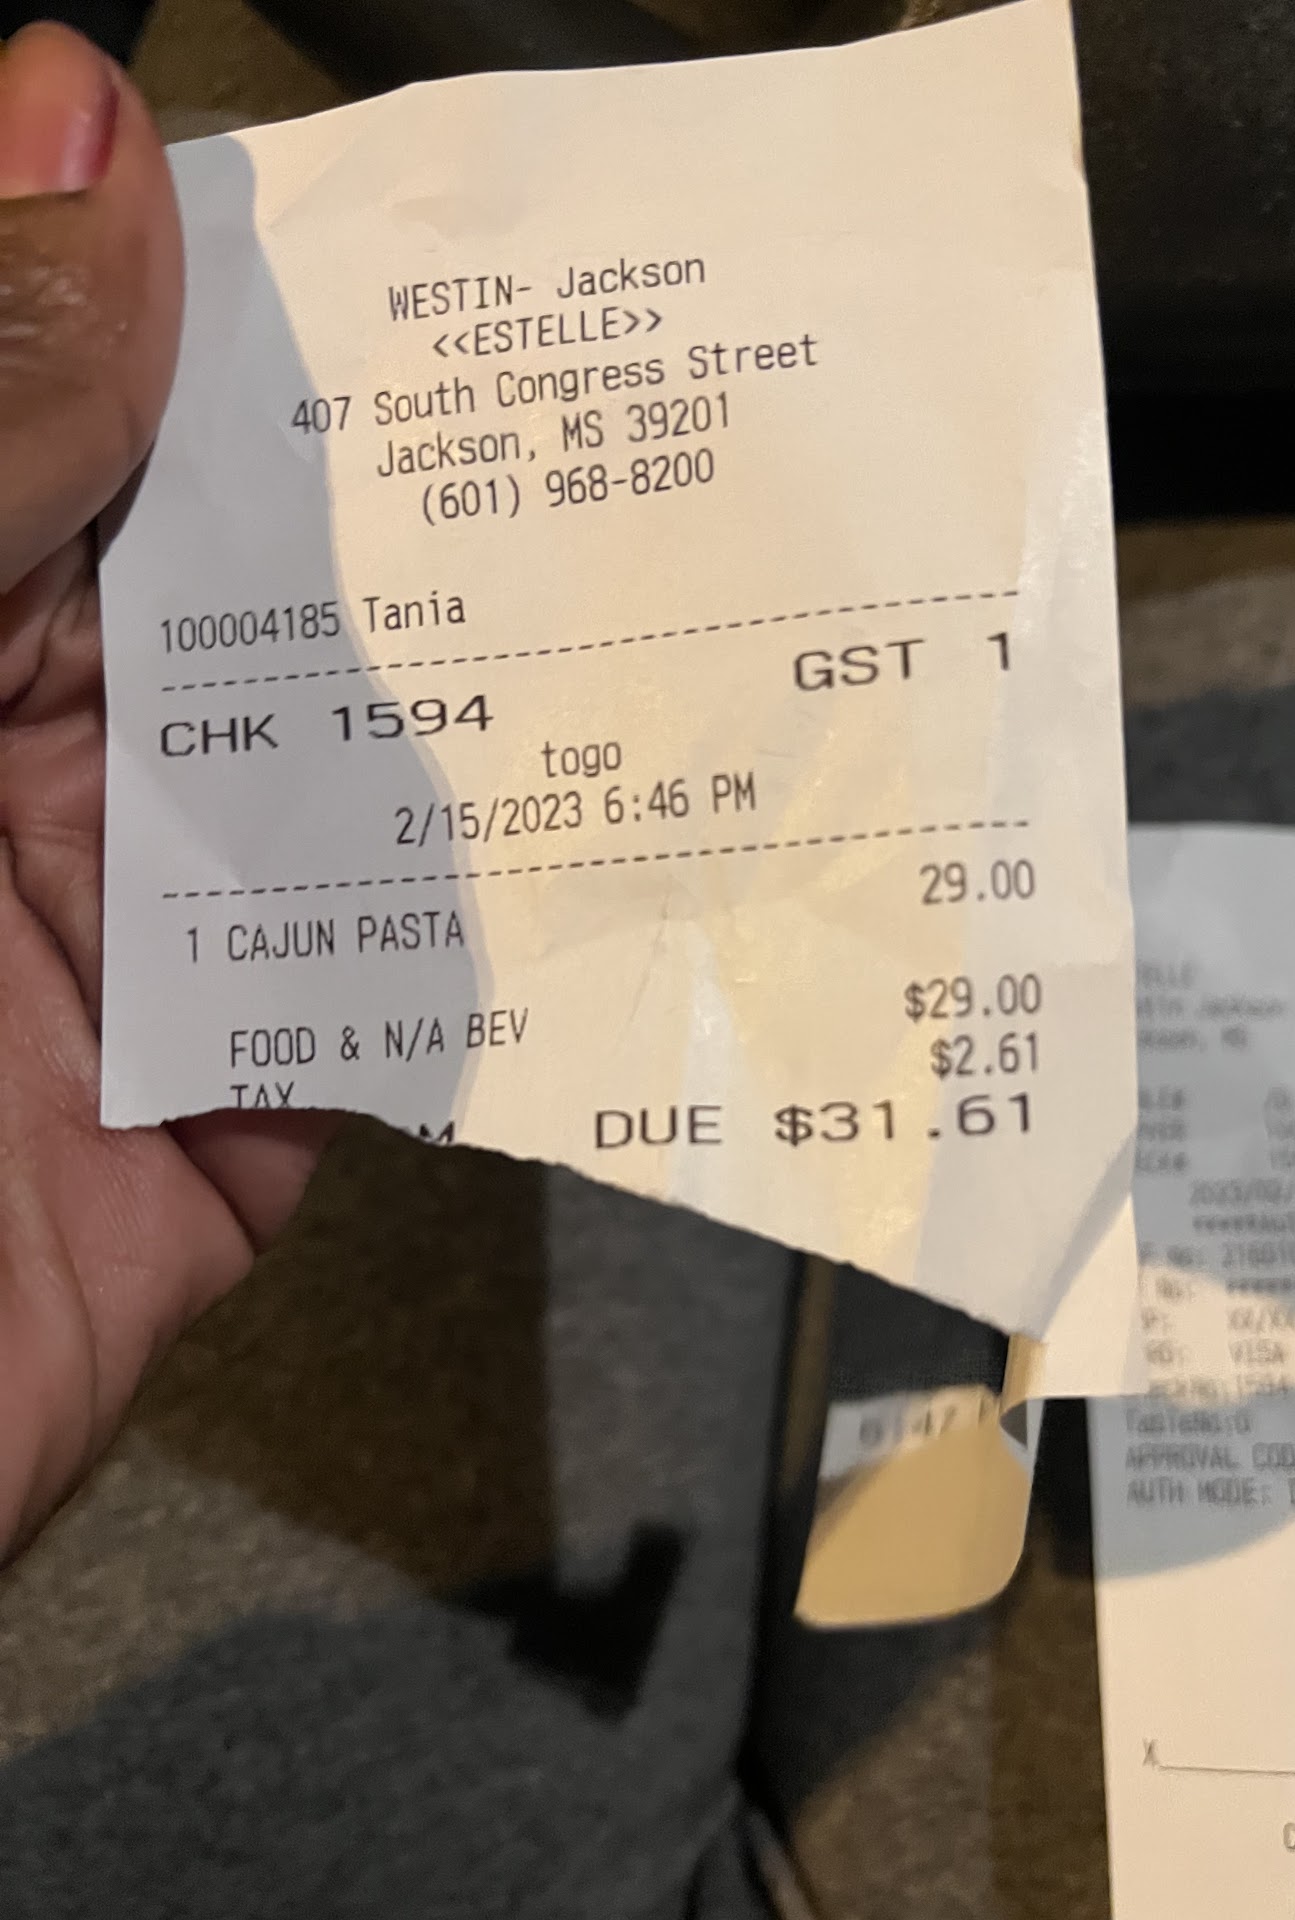 WESTIN- Jackson
<<ESTELLE>>
407 South Congress Street
Jackson, MS 39201
(601) 968-8200
100004185 Tania
CHK 1594 GST 1
togo
2/15/2023 6:46 PM
1 CAJUN PASTA 29.00
FOOD & N/A BEV $29.00
TAX $2.61
DUE $31.61
VISA
APPROVAL COD
AUTH MODE:
X